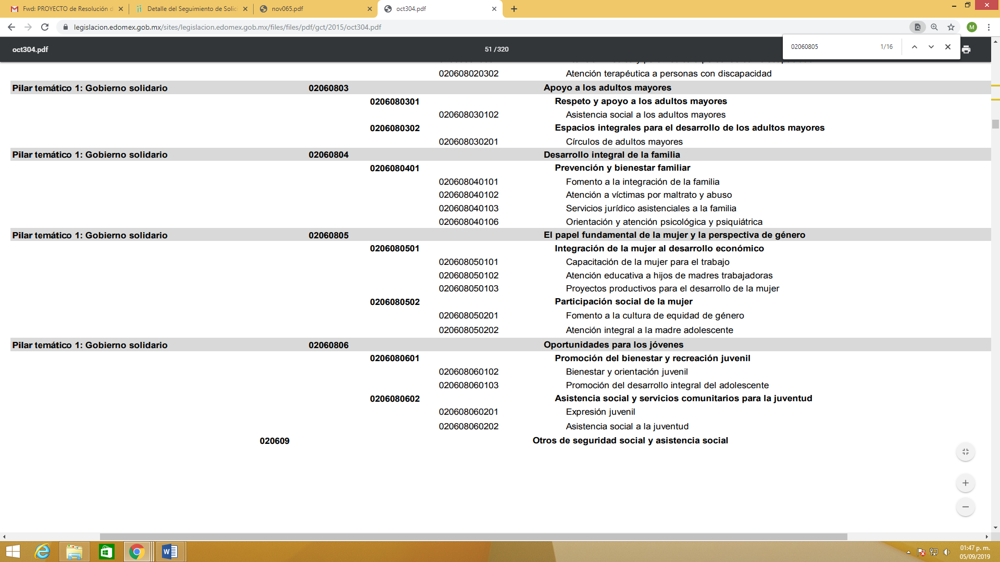 Fwd: PROYECTO de Resolución d
Detalle del Seguimiento de Solic
nov065.pdf
oct304.pdf
legislacion.edomex.gob.mx/sites/legislacion.edomex.gob.mx/files/files/pdf/gct/2015/oct304.pdf
M
oct304.pdf
51 / 320
02060805
1/16
020608020302 Atención terapéutica a personas con discapacidad
Pilar temático 1: Gobierno solidario 02060803 Apoyo a los adultos mayores
0206080301 Respeto y apoyo a los adultos mayores
020608030102 Asistencia social a los adultos mayores
0206080302 Espacios integrales para el desarrollo de los adultos mayores
020608030201 Círculos de adultos mayores
Pilar temático 1: Gobierno solidario 02060804 Desarrollo integral de la familia
0206080401 Prevención y bienestar familiar
020608040101 Fomento a la integración de la familia
020608040102 Atención a víctimas por maltrato y abuso
020608040103 Servicios jurídico asistenciales a la familia
020608040106 Orientación y atención psicológica y psiquiátrica
Pilar temático 1: Gobierno solidario 02060805 El papel fundamental de la mujer y la perspectiva de género
0206080501 Integración de la mujer al desarrollo económico
020608050101 Capacitación de la mujer para el trabajo
020608050102 Atención educativa a hijos de madres trabajadoras
020608050103 Proyectos productivos para el desarrollo de la mujer
0206080502 Participación social de la mujer
020608050201 Fomento a la cultura de equidad de género
020608050202 Atención integral a la madre adolescente
Pilar temático 1: Gobierno solidario 02060806 Oportunidades para los jóvenes
0206080601 Promoción del bienestar y recreación juvenil
020608060102 Bienestar y orientación juvenil
020608060103 Promoción del desarrollo integral del adolescente
0206080602 Asistencia social y servicios comunitarios para la juventud
020608060201 Expresión juvenil
020608060202 Asistencia social a la juventud
020609 Otros de seguridad social y asistencia social
01:47 p. m.
05/09/2019